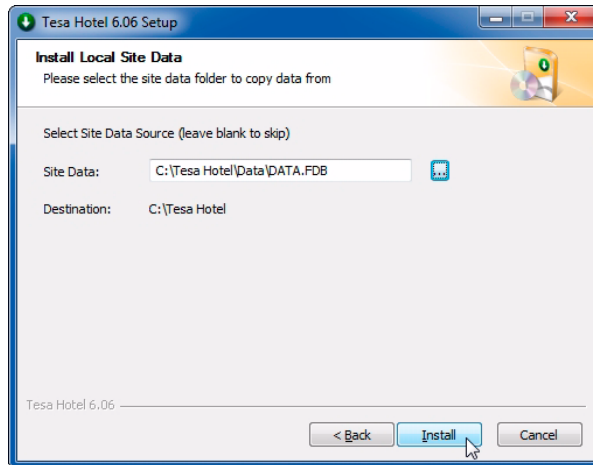 Tesa Hotel 6.06 Setup
Install Local Site Data
Please select the site data folder to copy data from
Select Site Data Source (leave blank to skip)
Site Data: C:\Tesa Hotel\Data\DATA.FDB ...
Destination: C:\Tesa Hotel
Tesa Hotel 6.06
< Back Install Cancel